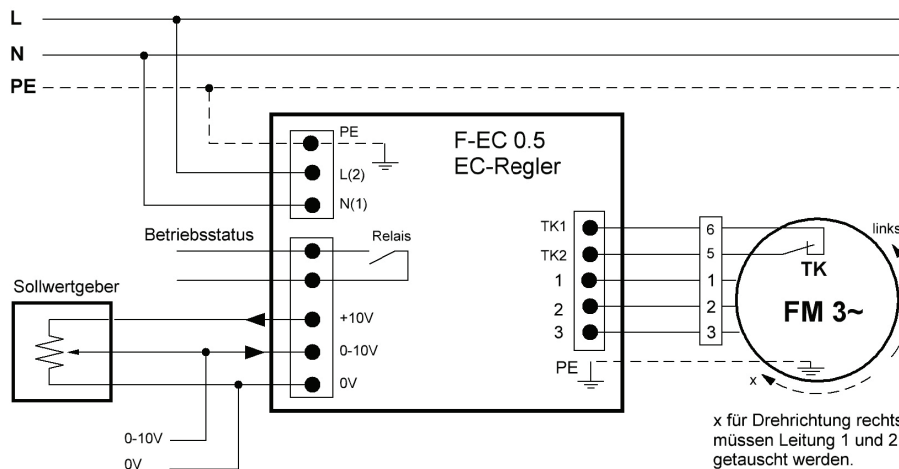 L
N
PE
F-EC 0.5
EC-Regler
PE
L(2)
N(1)
Betriebsstatus
Relais
Sollwertgeber
+10V
0-10V
0V
0-10V
0V
TK1
TK2
1
2
3
PE
6
5
1
2
3
TK
FM 3~
links
x
x für Drehrichtung rechts
müssen Leitung 1 und 2
getauscht werden.